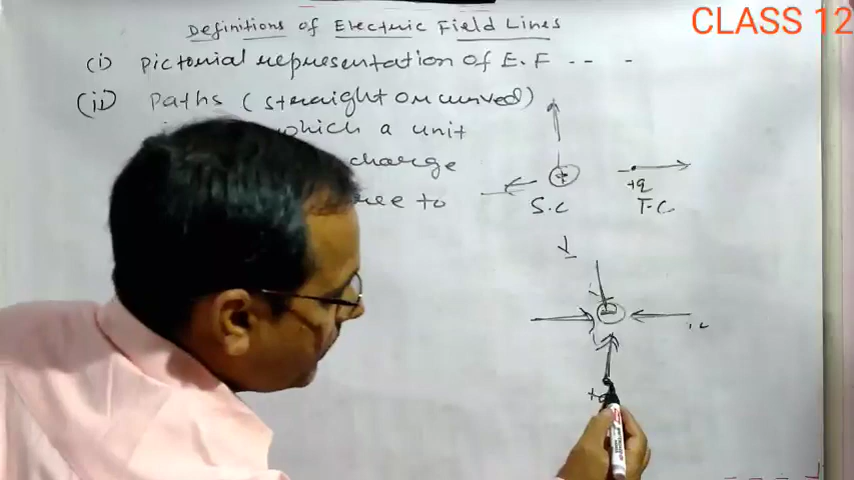 CLASS 12
Definitions of Electric Field Lines
(i) Pictorial representation of E.F -- -
(ii) Paths (straight or curved)
which a unit
charge
free to
+
+q
S.C
T.C
-